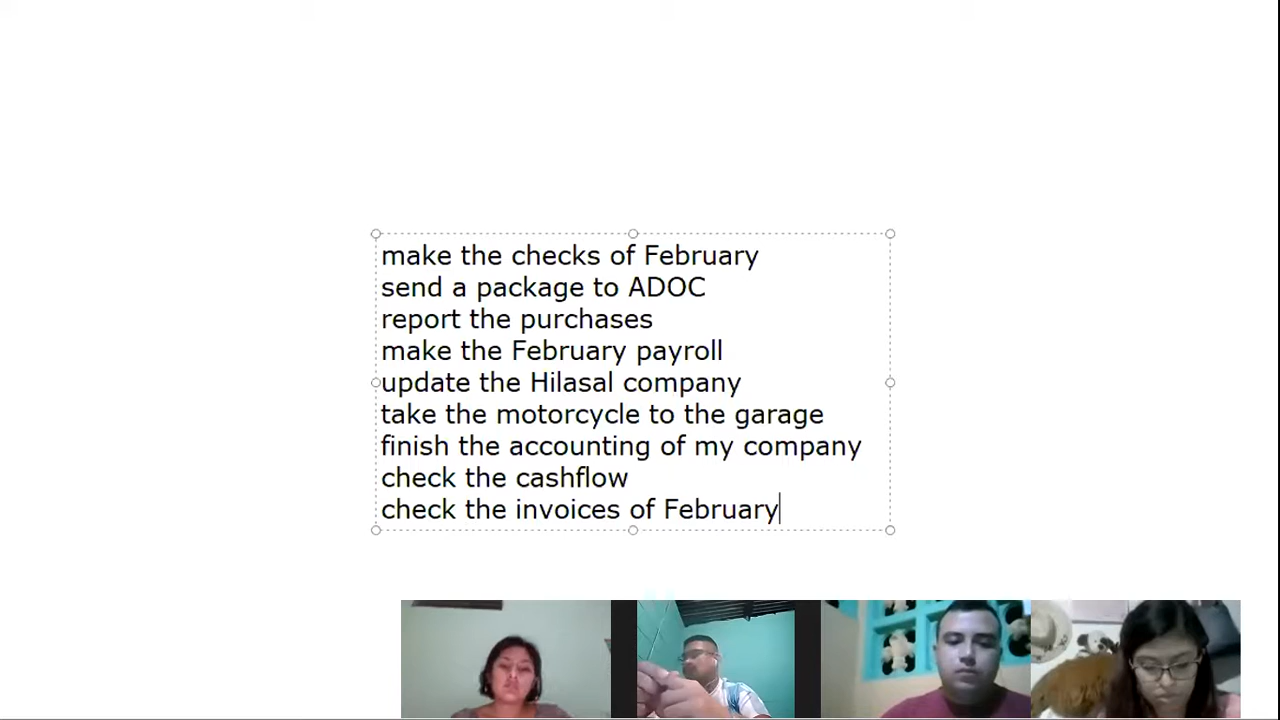 make the checks of February
send a package to ADOC
report the purchases
make the February payroll
update the Hilasal company
take the motorcycle to the garage
finish the accounting of my company
check the cashflow
check the invoices of February